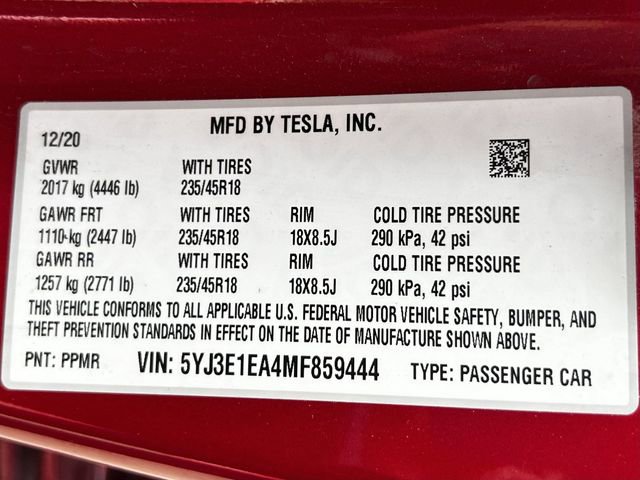 MFD BY TESLA, INC.
12/20
GVWR WITH TIRES
2017 kg (4446 lb) 235/45R18
GAWR FRT WITH TIRES RIM COLD TIRE PRESSURE
1110 kg (2447 lb) 235/45R18 18X8.5J 290 kPa, 42 psi
GAWR RR WITH TIRES RIM COLD TIRE PRESSURE
1257 kg (2771 lb) 235/45R18 18X8.5J 290 kPa, 42 psi
THIS VEHICLE CONFORMS TO ALL APPLICABLE U.S. FEDERAL MOTOR VEHICLE SAFETY, BUMPER, AND
THEFT PREVENTION STANDARDS IN EFFECT ON THE DATE OF MANUFACTURE SHOWN ABOVE.
PNT: PPMR VIN: 5YJ3E1EA4MF859444 TYPE: PASSENGER CAR